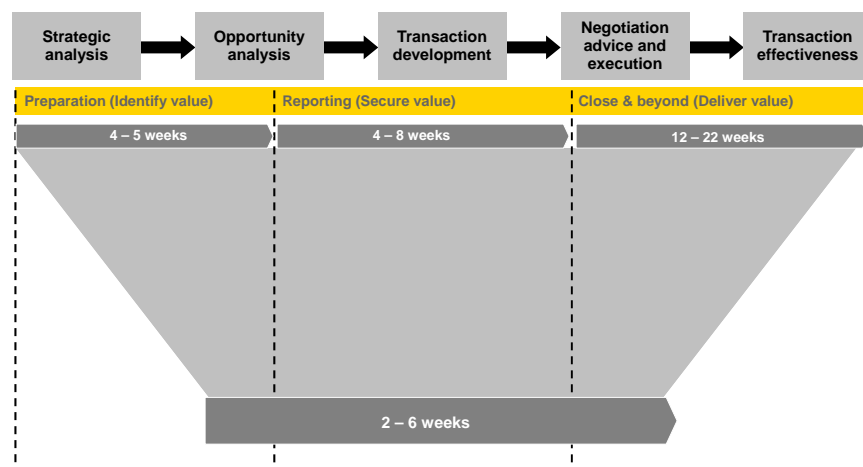 Strategic
analysis
Opportunity
analysis
Transaction
development
Negotiation
advice and
execution
Transaction
effectiveness
Preparation (Identify value)
Reporting (Secure value)
Close & beyond (Deliver value)
4 – 5 weeks
4 – 8 weeks
12 – 22 weeks
2 – 6 weeks